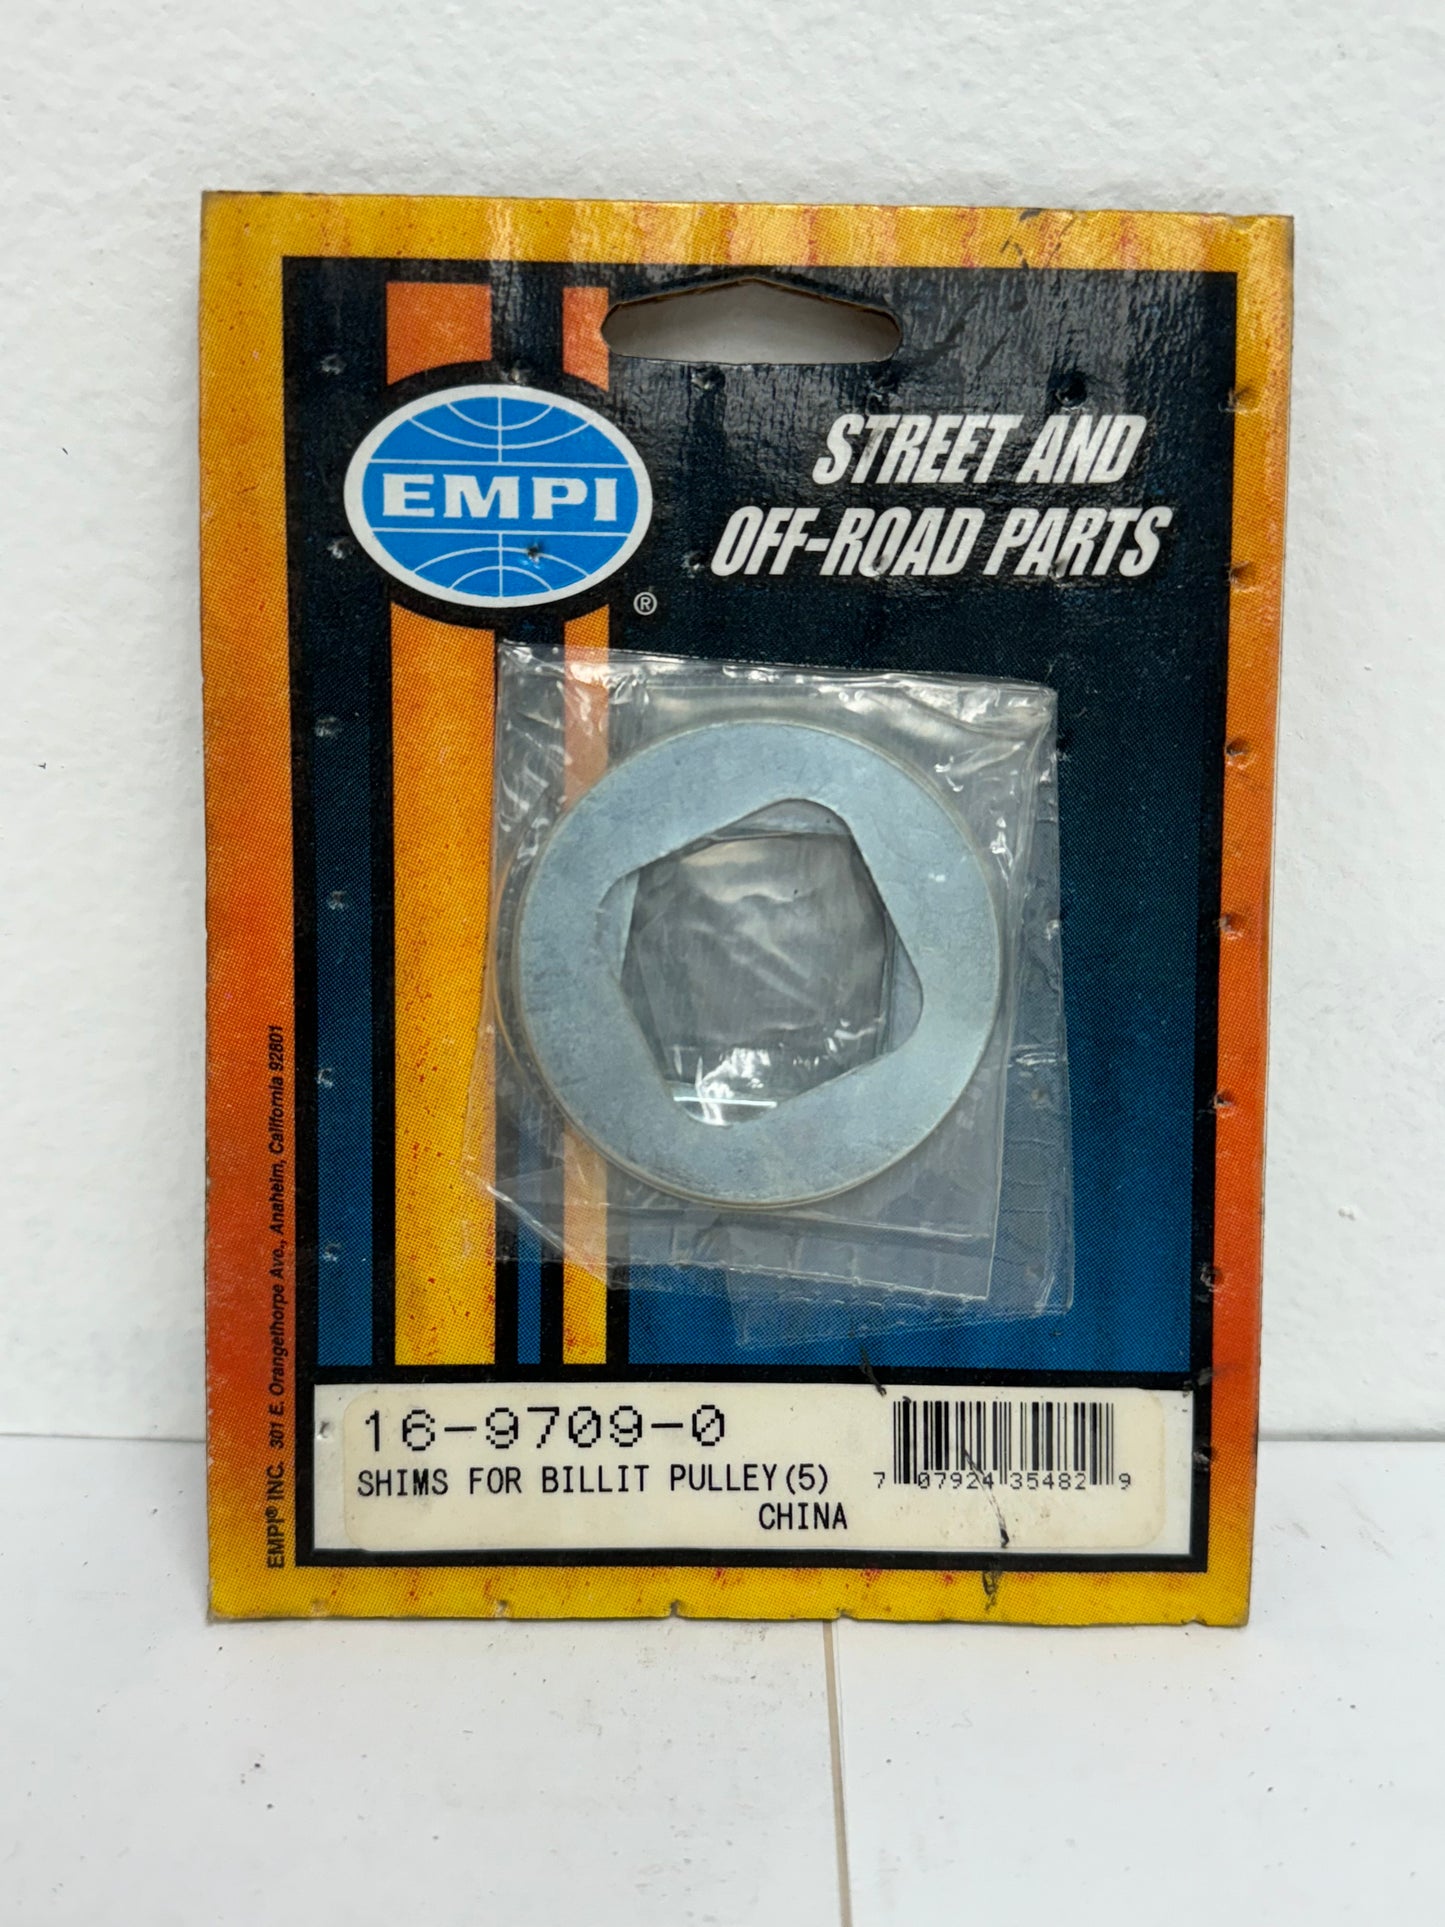 EMPI
®
STREET AND
OFF-ROAD PARTS
EMPI® INC. 301 E. Orangethorpe Ave., Anaheim, California 92801
16-9709-0
SHIMS FOR BILLIT PULLEY(5)
CHINA
7 07924 35482 9